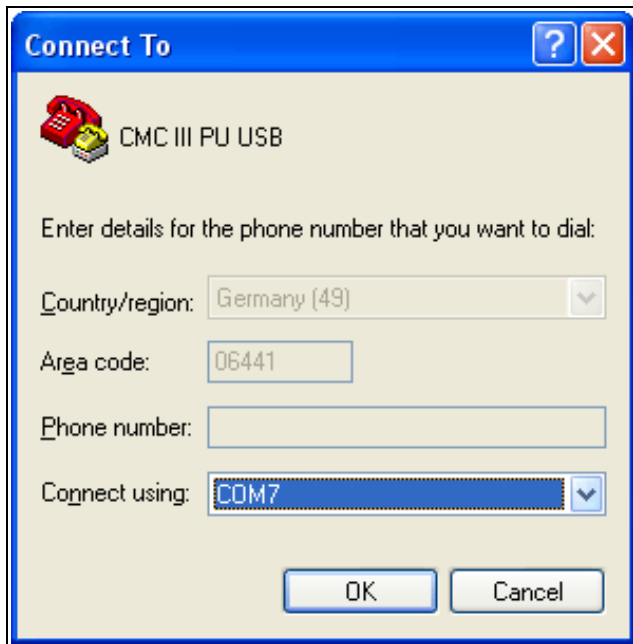 Connect To
CMC III PU USB
Enter details for the phone number that you want to dial:
Country/region: Germany (49)
Area code: 06441
Phone number:
Connect using: COM7
OK Cancel